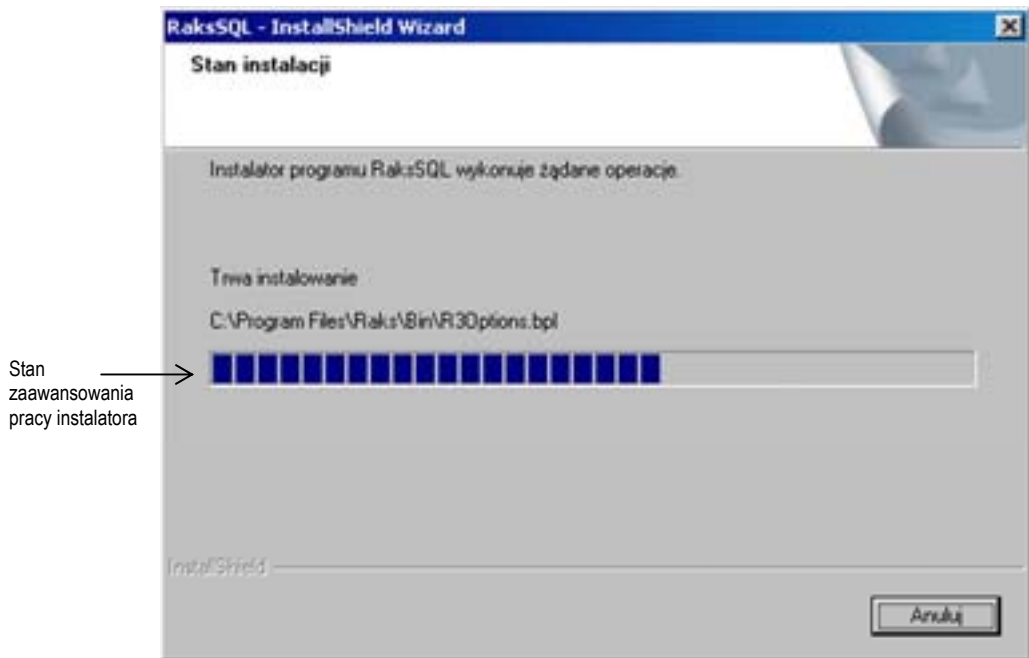 RaksSQL - InstallShield Wizard
Stan instalacji
Instalator programu RaksSQL wykonuje żądane operacje.
Trwa instalowanie
C:\Program Files\Raks\Bin\R3Options.bpl
Stan
zaawansowania
pracy instalatora
InstallShield
Anuluj